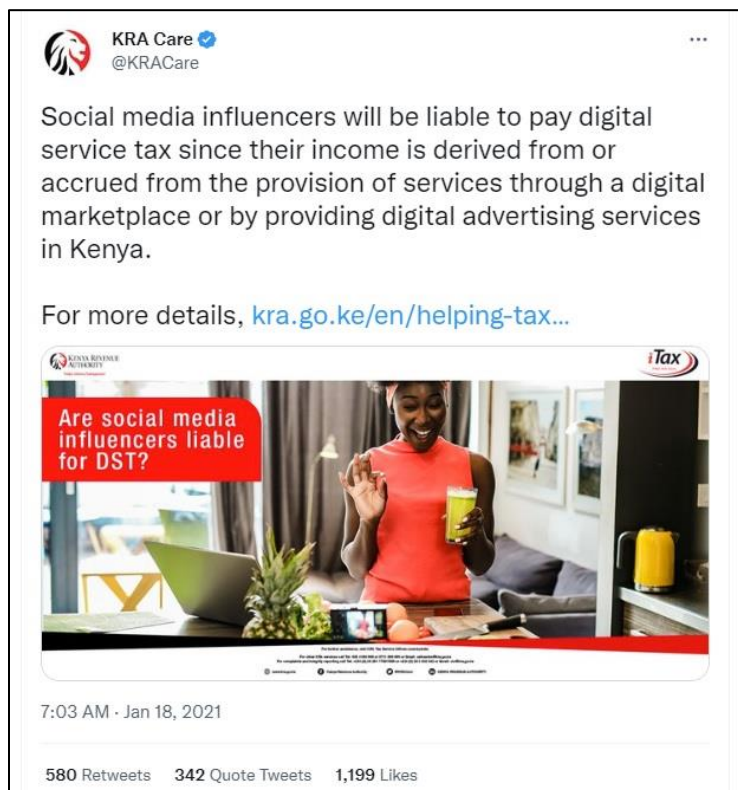 KRA Care
@KRACare
Social media influencers will be liable to pay digital
service tax since their income is derived from or
accrued from the provision of services through a digital
marketplace or by providing digital advertising services
in Kenya.
For more details, kra.go.ke/en/helping-tax...
KENYA REVENUE
AUTHORITY
iTax
Are social media
influencers liable
for DST?
7:03 AM · Jan 18, 2021
580 Retweets 342 Quote Tweets 1,199 Likes